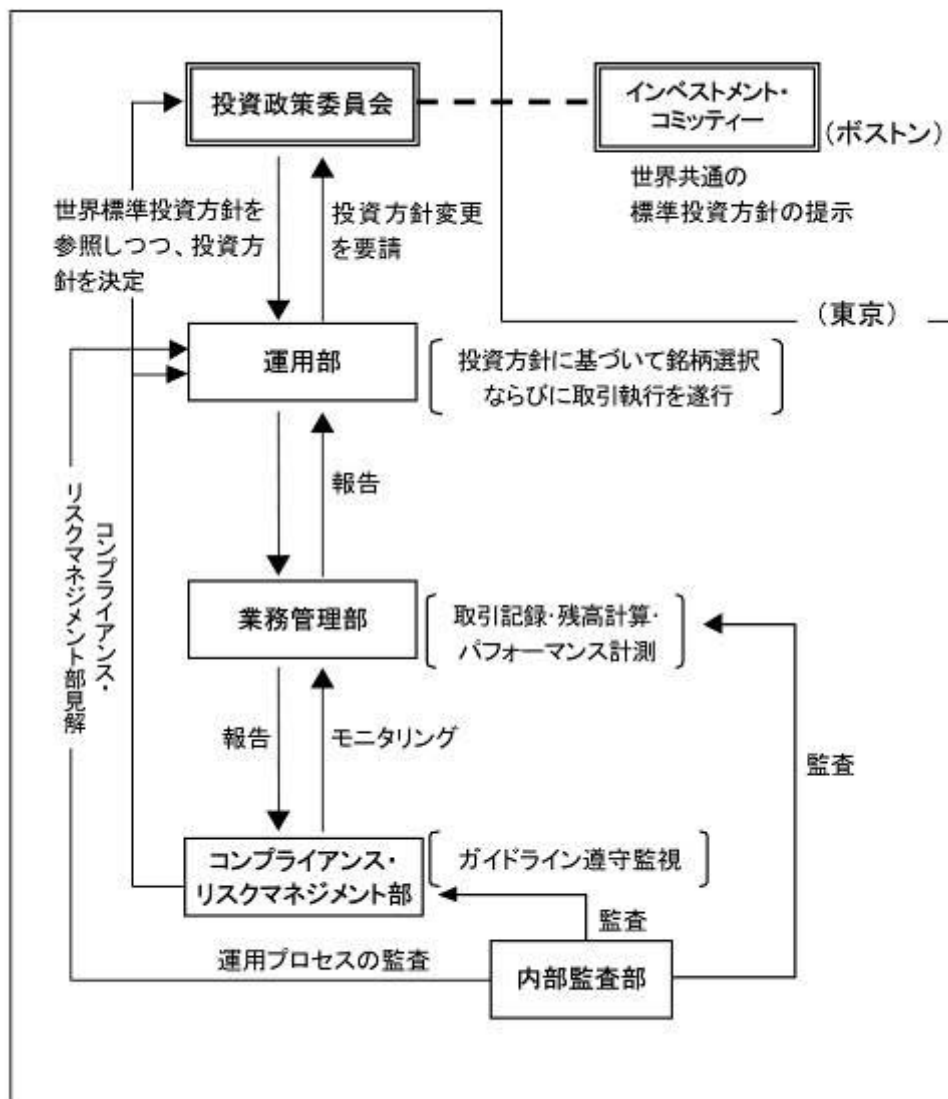 投資政策委員会
インベストメント・
コミッティー
（ボストン）
世界共通の
標準投資方針の提示
世界標準投資方針を
参照しつつ、投資方
針を決定
投資方針変更
を要請
（東京）
運用部
投資方針に基づいて銘柄選択
ならびに取引執行を遂行
報告
コンプライアンス・
リスクマネジメント部見解
業務管理部
取引記録・残高計算・
パフォーマンス計測
報告
モニタリング
監査
コンプライアンス・
リスクマネジメント部
ガイドライン遵守監視
監査
運用プロセスの監査
内部監査部